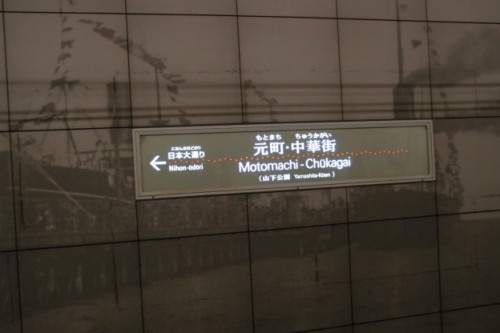 もとまち ちゅうかがい
元町・中華街
Motomachi-Chūkagai
(山下公園 Yamashita-Kōen)
← にほんおおどおり
日本大通り
Nihon-ōdōri